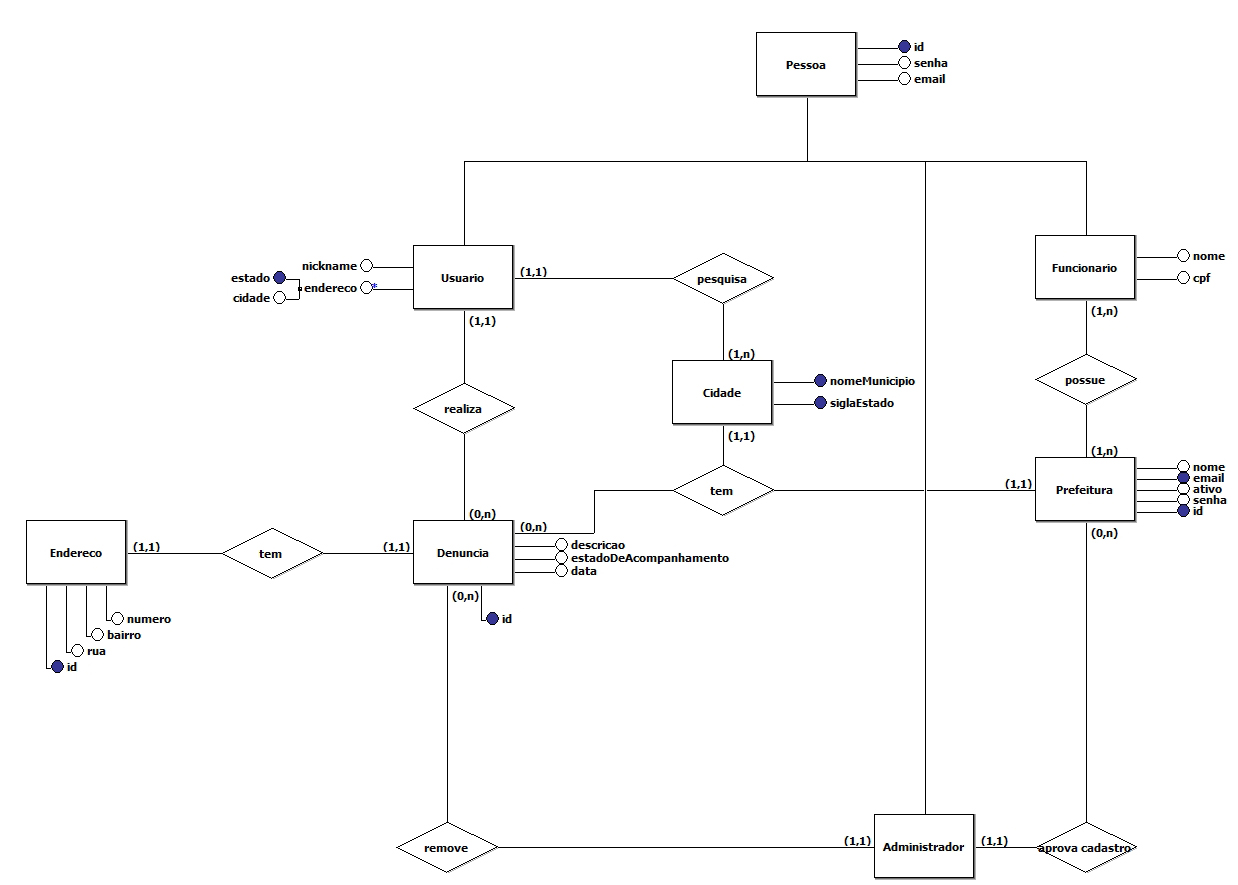 Pessoa
id
senha
email
Usuario
nickname
endereco *
estado
cidade
(1,1)
pesquisa
(1,n)
Funcionario
nome
cpf
(1,n)
possue
(1,n)
(1,1)
realiza
(0,n)
Cidade
nomeMunicipio
siglaEstado
(1,1)
tem
(0,n)
(1,1)
Prefeitura
nome
email
ativo
senha
id
(0,n)
Endereco
(1,1)
tem
(1,1)
Denuncia
descricao
estadoDeAcompanhamento
data
(0,n)
id
numero
bairro
rua
id
remove
(1,1)
Administrador
(1,1)
aprova cadastro